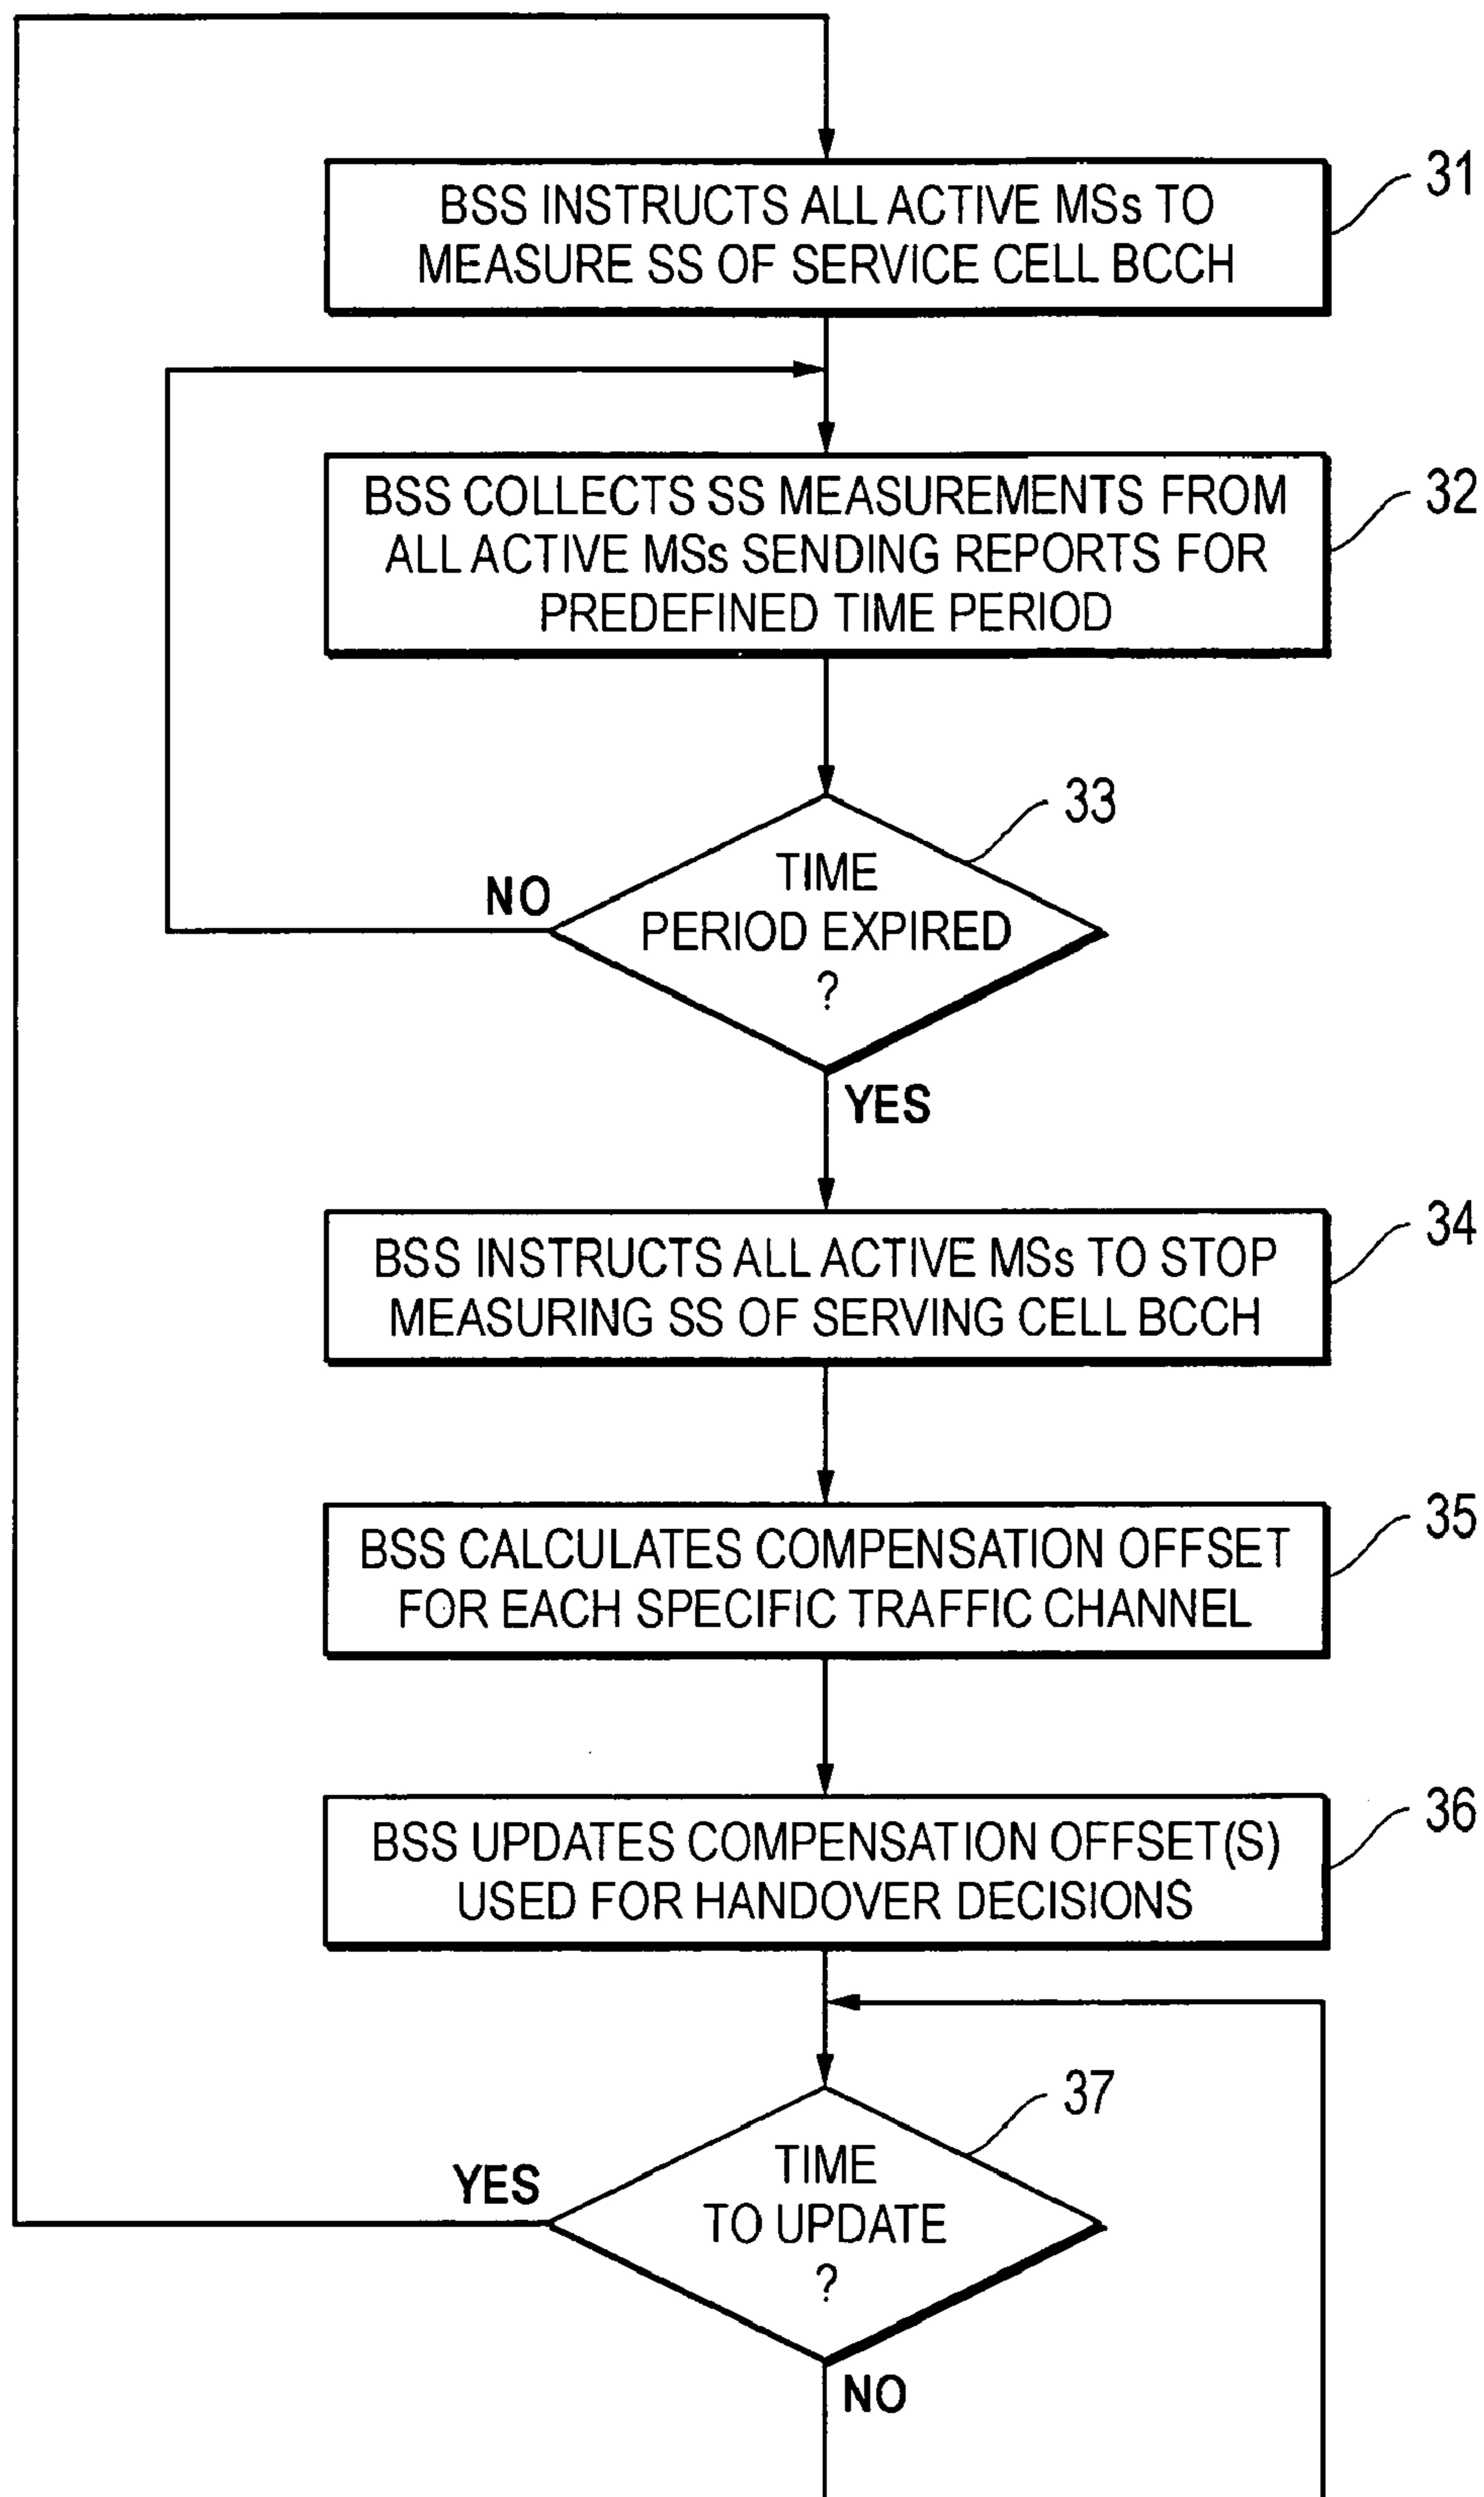 BSS INSTRUCTS ALL ACTIVE MSs TO
MEASURE SS OF SERVICE CELL BCCH
31
BSS COLLECTS SS MEASUREMENTS FROM
ALL ACTIVE MSs SENDING REPORTS FOR
PREDEFINED TIME PERIOD
32
33
TIME
PERIOD EXPIRED
?
NO
YES
BSS INSTRUCTS ALL ACTIVE MSs TO STOP
MEASURING SS OF SERVING CELL BCCH
34
BSS CALCULATES COMPENSATION OFFSET
FOR EACH SPECIFIC TRAFFIC CHANNEL
35
BSS UPDATES COMPENSATION OFFSET(S)
USED FOR HANDOVER DECISIONS
36
37
TIME
TO UPDATE
?
YES
NO